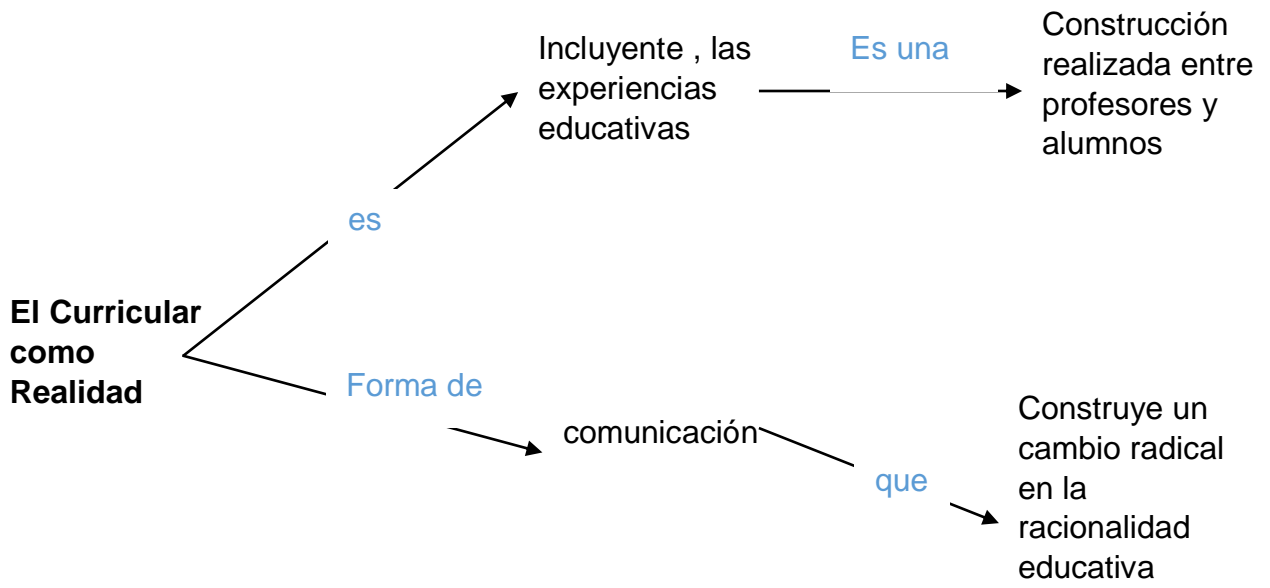 Incluyente , las
experiencias
educativas
Es una
Construcción
realizada entre
profesores y
alumnos
es
El Curricular
como
Realidad
Forma de
comunicación
que
Construye un
cambio radical
en la
racionalidad
educativa